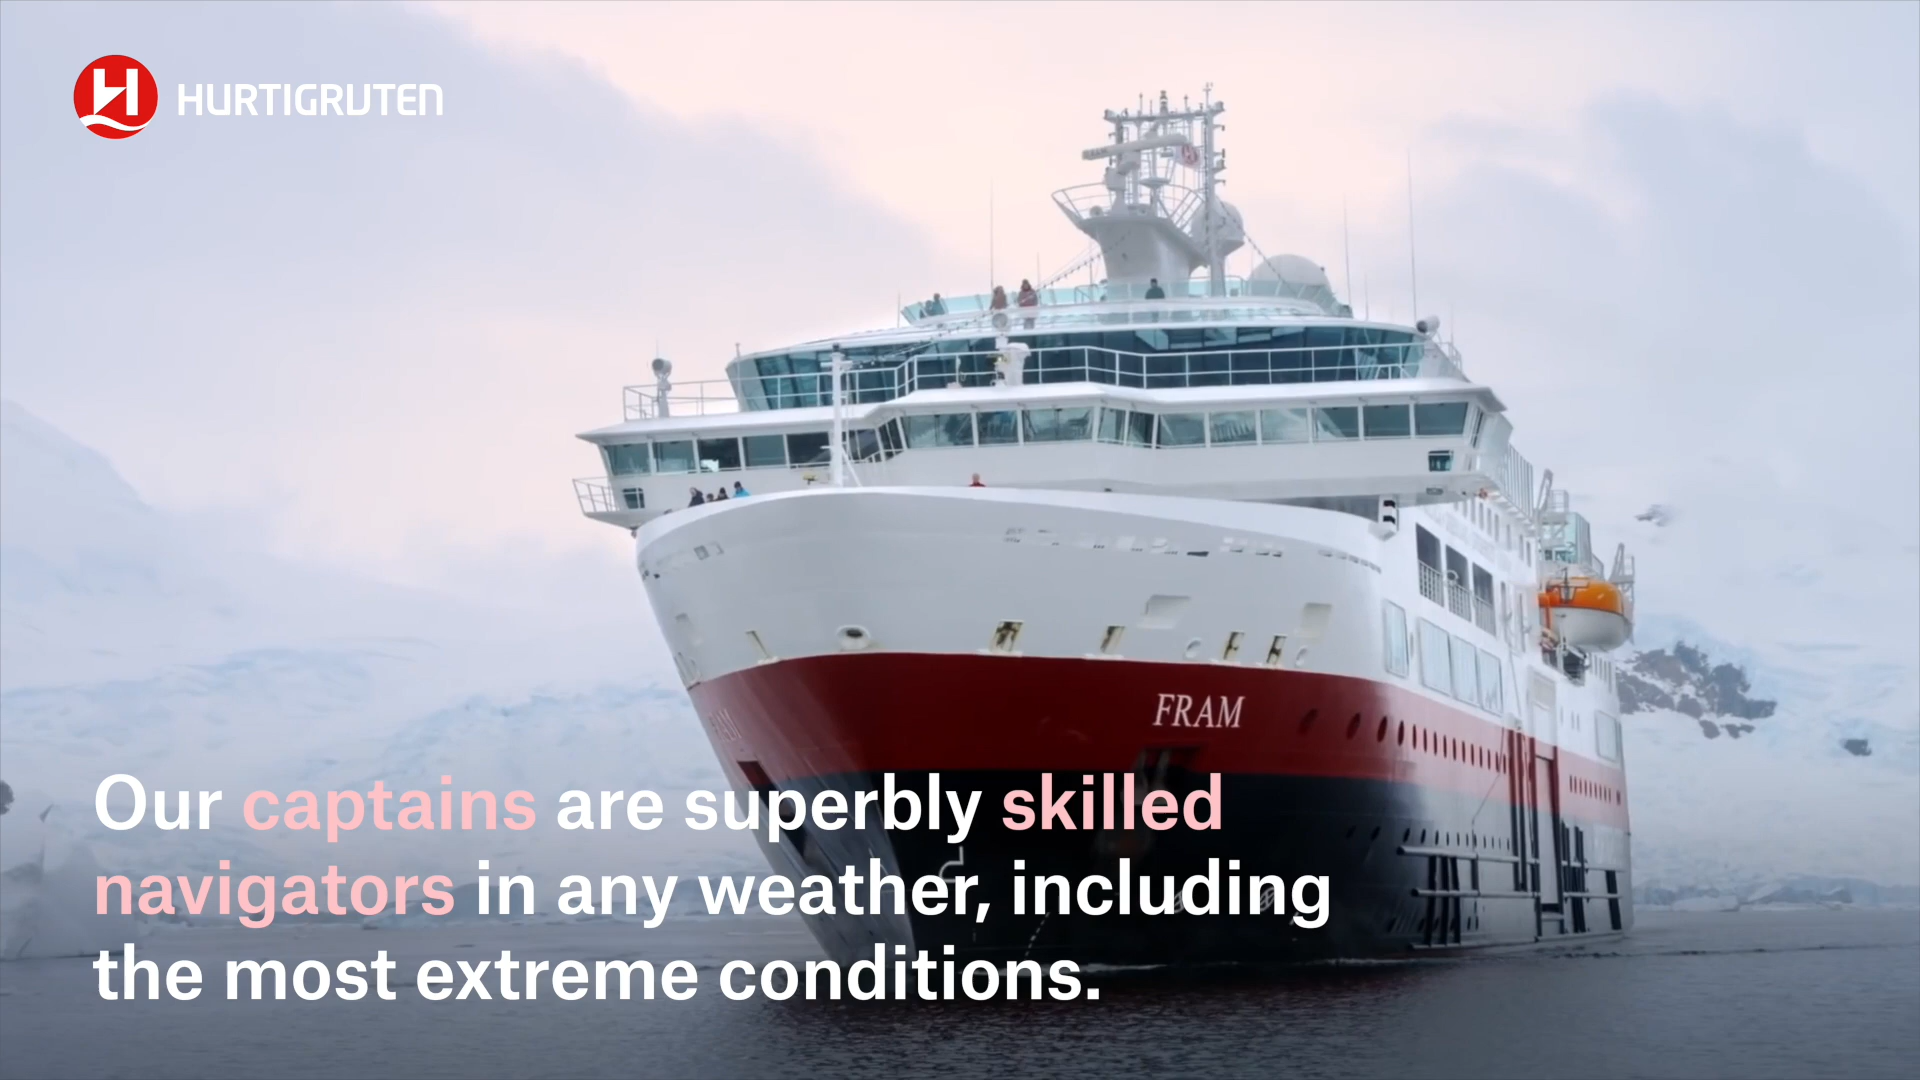 HURTIGRUTEN
FRAM
Our captains are superbly skilled
navigators in any weather, including
the most extreme conditions.